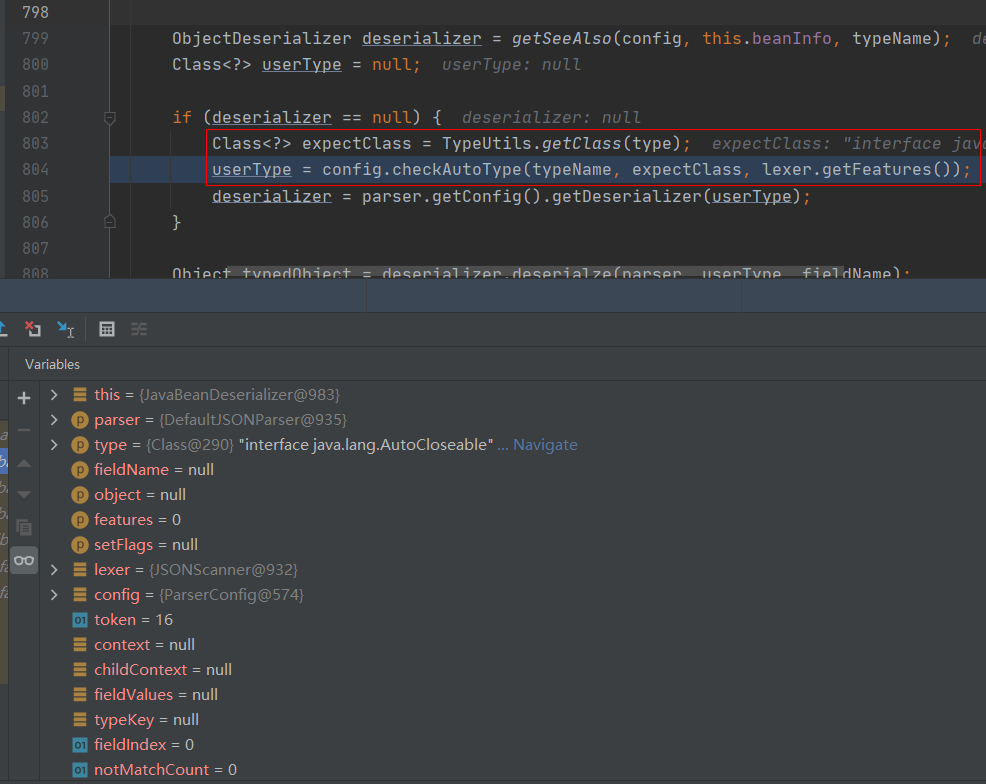 798
799 ObjectDeserializer deserializer = getSeeAlso(config, this.beanInfo, typeName);
800 Class<?> userType = null; userType: null
801
802 if (deserializer == null) { deserializer: null
803 Class<?> expectClass = TypeUtils.getClass(type); expectClass: "interface
804 userType = config.checkAutoType(typeName, expectClass, lexer.getFeatures());
805 deserializer = parser.getConfig().getDeserializer(userType);
806 }
807
808 Object typedObject = deserializer.deserialze(parser, userType, fieldName);
Variables
this = {JavaBeanDeserializer@983}
parser = {DefaultJSONParser@935}
type = {Class@290} "interface java.lang.AutoCloseable" ... Navigate
fieldName = null
object = null
features = 0
setFlags = null
lexer = {JSONScanner@932}
config = {ParserConfig@574}
token = 16
context = null
childContext = null
fieldValues = null
typeKey = null
fieldIndex = 0
notMatchCount = 0